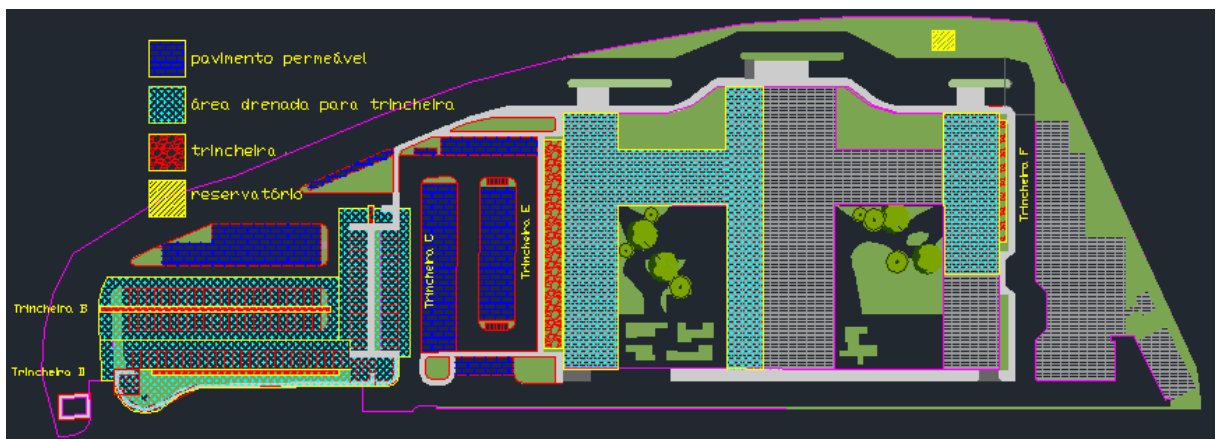 pavimento permeável
área drenada para trincheira
trincheira
reservatório
Trincheira F
Trincheira E
Trincheira C
Trincheira B
Trincheira D